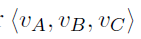 ⟨v_A, v_B, v_C⟩